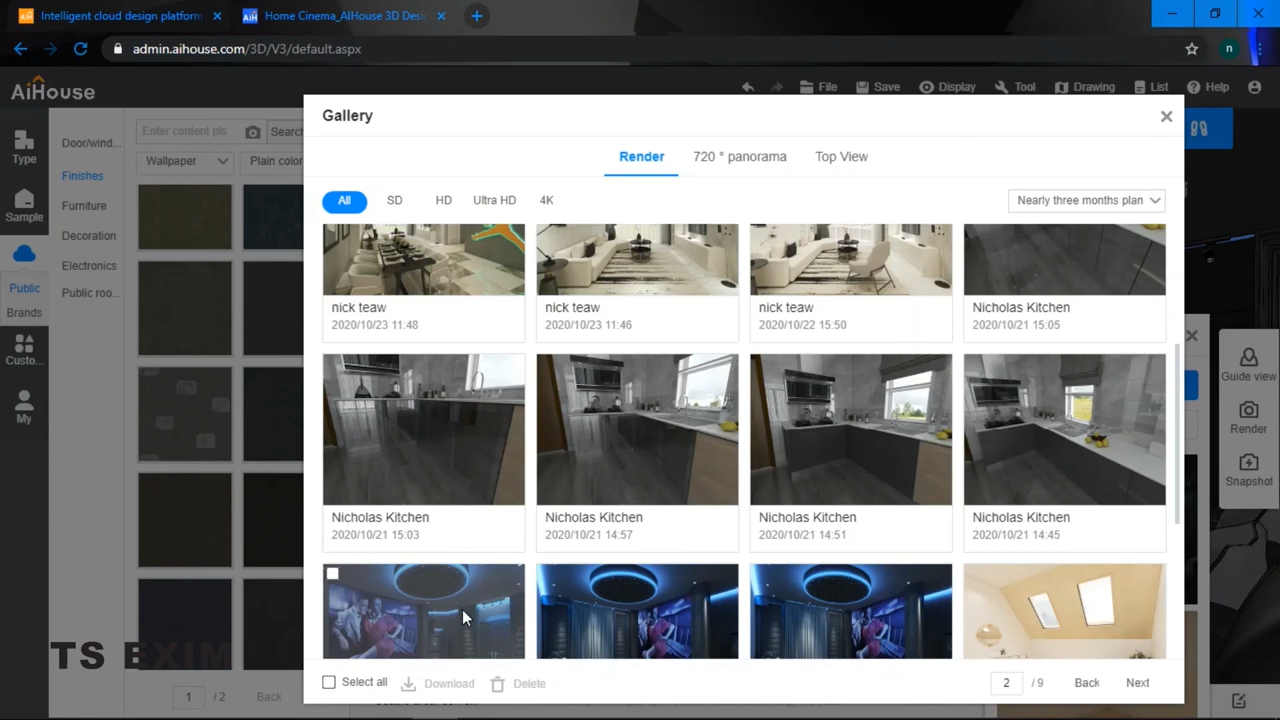 Intelligent cloud design platform
Home Cinema_AIHouse 3D Desi
admin.aihouse.com/3D/V3/default.aspx
n
AiHouse
File
Save
Display
Tool
Drawing
List
Help
Type
Sample
Public
Brands
Custo...
My
Door/wind...
Finishes
Furniture
Decoration
Electronics
Public roo...
Enter content pls
Search
Wallpaper
Plain color
1 / 2 Back
TS EXIM
Gallery
Render 720 ° panorama Top View
All SD HD Ultra HD 4K
Nearly three months plan
nick teaw
2020/10/23 11:48
nick teaw
2020/10/23 11:46
nick teaw
2020/10/22 15:50
Nicholas Kitchen
2020/10/21 15:05
Nicholas Kitchen
2020/10/21 15:03
Nicholas Kitchen
2020/10/21 14:57
Nicholas Kitchen
2020/10/21 14:51
Nicholas Kitchen
2020/10/21 14:45
Select all Download Delete
2 / 9 Back Next
Guide view
Render
Snapshot